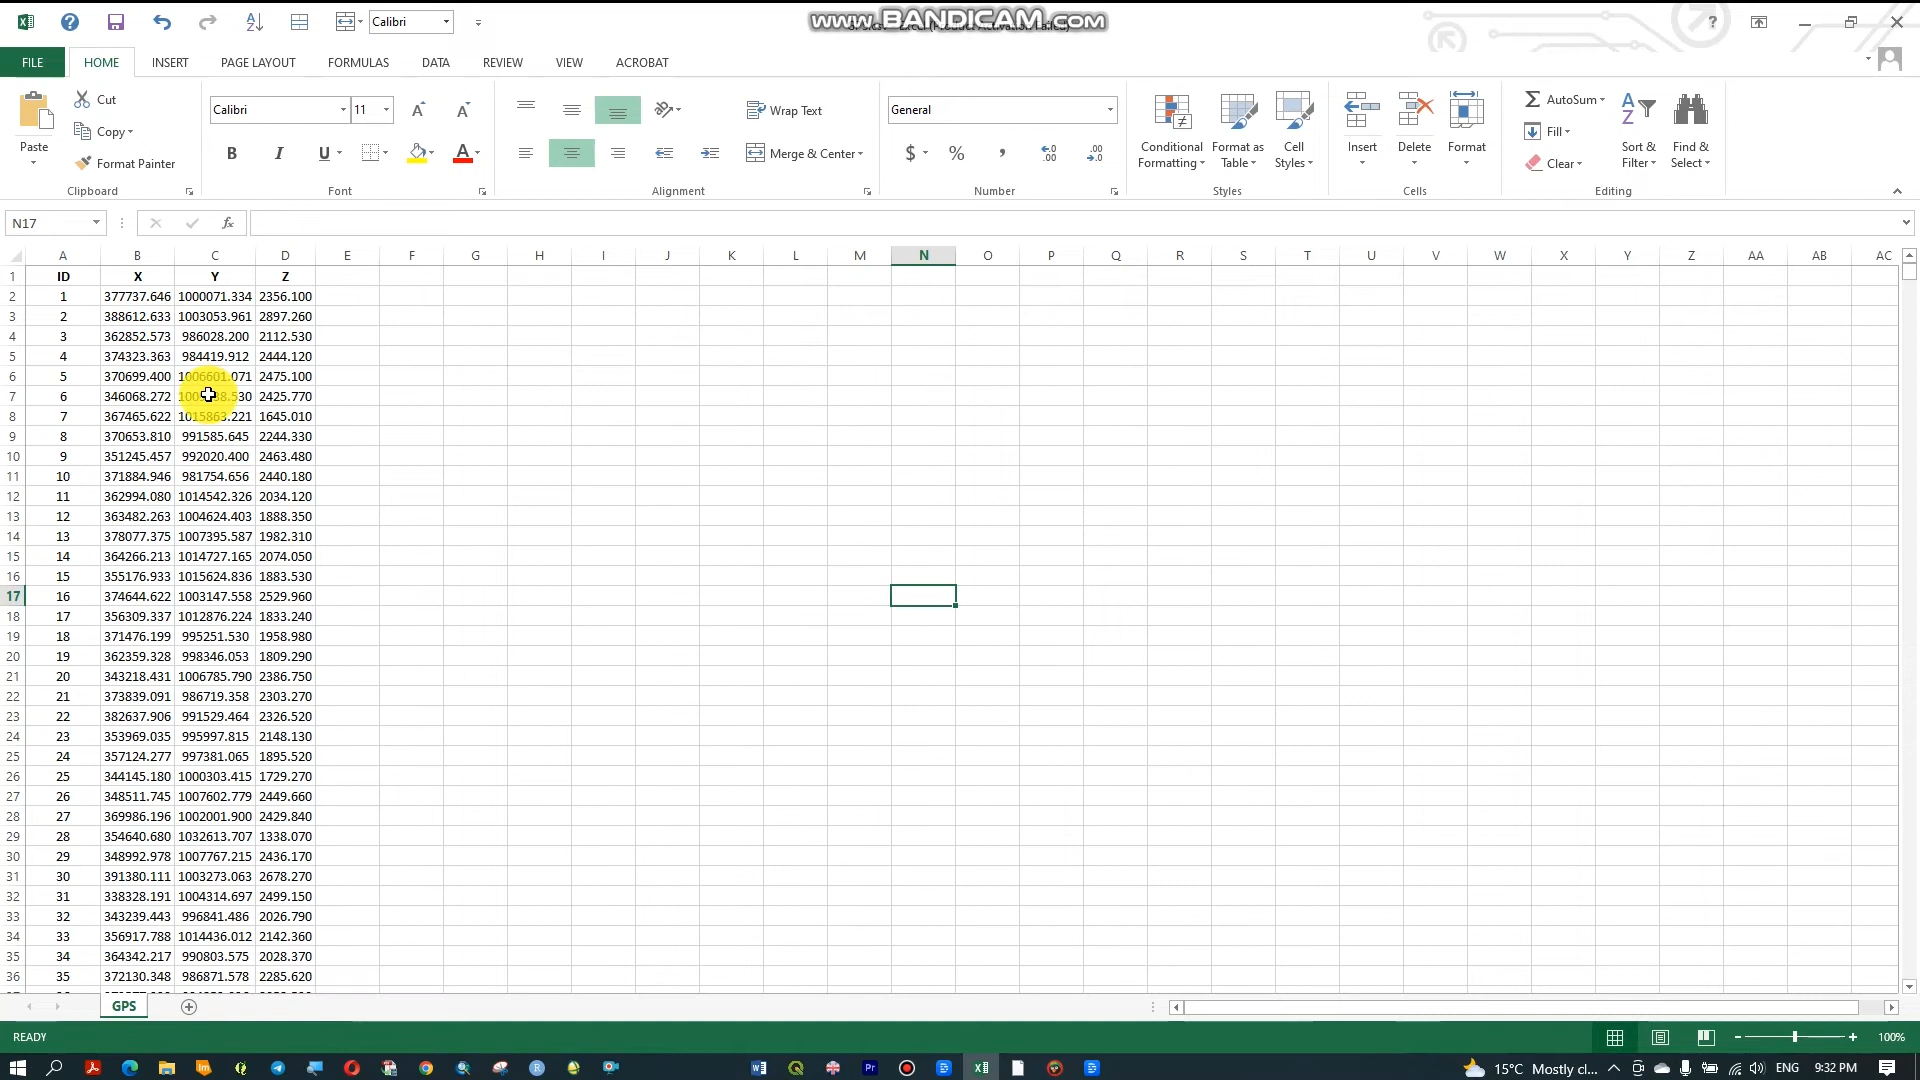 Calibri
www.BANDICAM.com
FILE HOME INSERT PAGE LAYOUT FORMULAS DATA REVIEW VIEW ACROBAT
Paste
Cut
Copy
Format Painter
Clipboard
Calibri 11
B I U
Font
Wrap Text
Merge & Center
Alignment
General
Number
Conditional Formatting
Format as Table
Cell Styles
Styles
Insert Delete Format
Cells
AutoSum
Fill
Clear
Sort & Filter
Find & Select
Editing
N17
A B C D E F G H I J K L M N O P Q R S T U V W X Y Z AA AB AC
1 ID X Y Z
2 1 377737.646 1000071.334 2356.100
3 2 388612.633 1003053.961 2897.260
4 3 362852.573 986028.200 2112.530
5 4 374323.363 984419.912 2444.120
6 5 370699.400 1006601.071 2475.100
7 6 346068.272 2425.770
8 7 367465.622 1015863.221 1645.010
9 8 370653.810 991585.645 2244.330
10 9 351245.457 992020.400 2463.480
11 10 371884.946 981754.656 2440.180
12 11 362994.080 1014542.326 2034.120
13 12 363482.263 1004624.403 1888.350
14 13 378077.375 1007395.587 1982.310
15 14 364266.213 1014727.165 2074.050
16 15 355176.933 1015624.836 1883.530
17 16 374644.622 1003147.558 2529.960
18 17 356309.337 1012876.224 1833.240
19 18 371476.199 995251.530 1958.980
20 19 362359.328 998346.053 1809.290
21 20 343218.431 1006785.790 2386.750
22 21 373839.091 986719.358 2303.270
23 22 382637.906 991529.464 2326.520
24 23 353969.035 995997.815 2148.130
25 24 357124.277 997381.065 1895.520
26 25 344145.180 1000303.415 1729.270
27 26 348511.745 1007602.779 2449.660
28 27 369986.196 1002001.900 2429.840
29 28 354640.680 1032613.707 1338.070
30 29 348992.978 1007767.215 2436.170
31 30 391380.111 1003273.063 2678.270
32 31 338328.191 1004314.697 2499.150
33 32 343239.443 996841.486 2026.790
34 33 356917.788 1014436.012 2142.360
35 34 364342.217 990803.575 2028.370
36 35 372130.348 986871.578 2285.620
GPS
READY
100%
15°C Mostly cl... ENG 9:32 PM